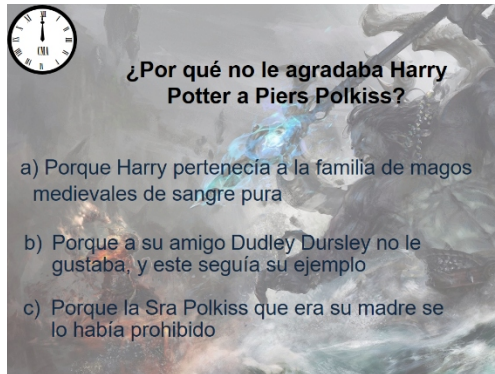 CMA
¿Por qué no le agradaba Harry
Potter a Piers Polkiss?
a) Porque Harry pertenecía a la familia de magos
medievales de sangre pura
b) Porque a su amigo Dudley Dursley no le
gustaba, y este seguía su ejemplo
c) Porque la Sra Polkiss que era su madre se
lo había prohibido